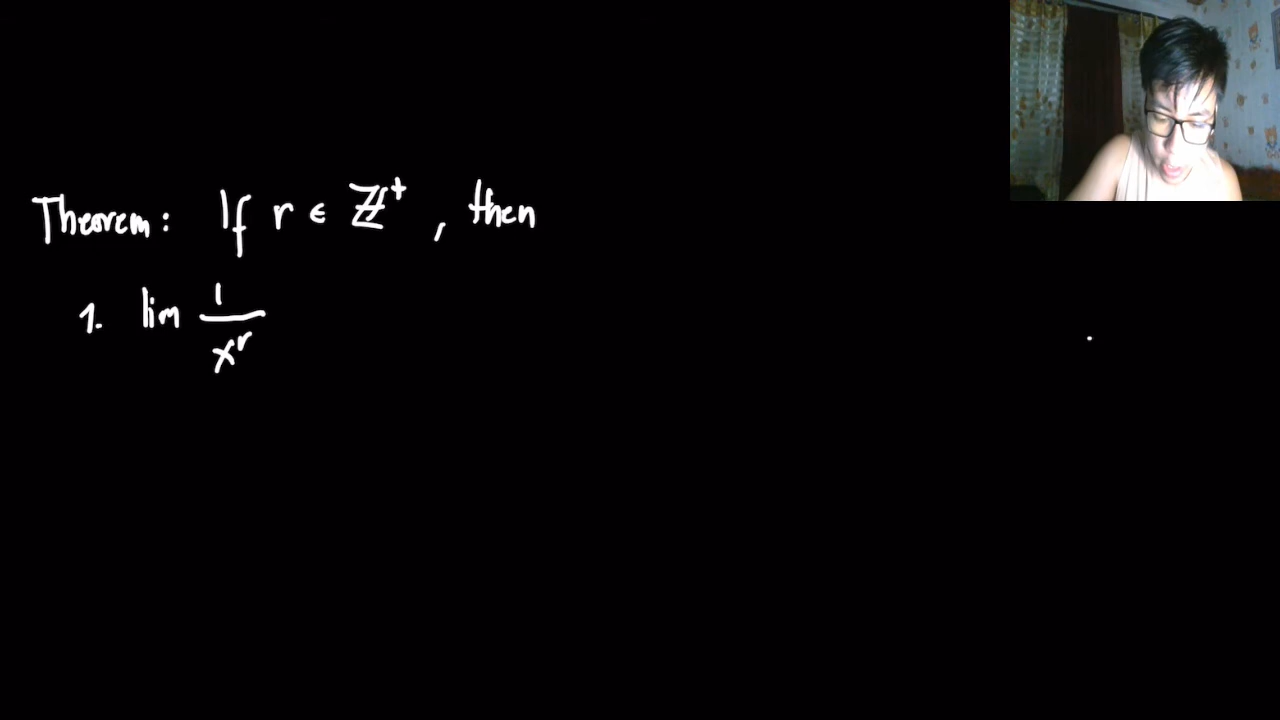 Theorem: If r ∈ ℤ⁺, then
1. lim 1/xʳ